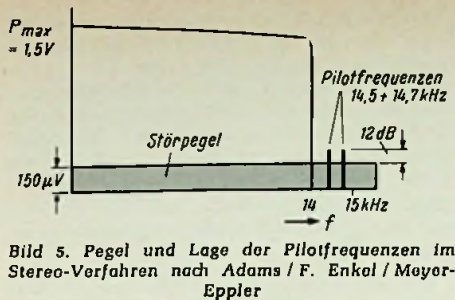 Pmax
= 1,5V
Pilotfrequenzen
14,5 + 14,7kHz
12dB
Störpegel
150µV
14
15kHz
f
Bild 5. Pegel und Lage der Pilotfrequenzen im
Stereo-Verfahren nach Adams / F. Enkel / Meyer-
Eppler